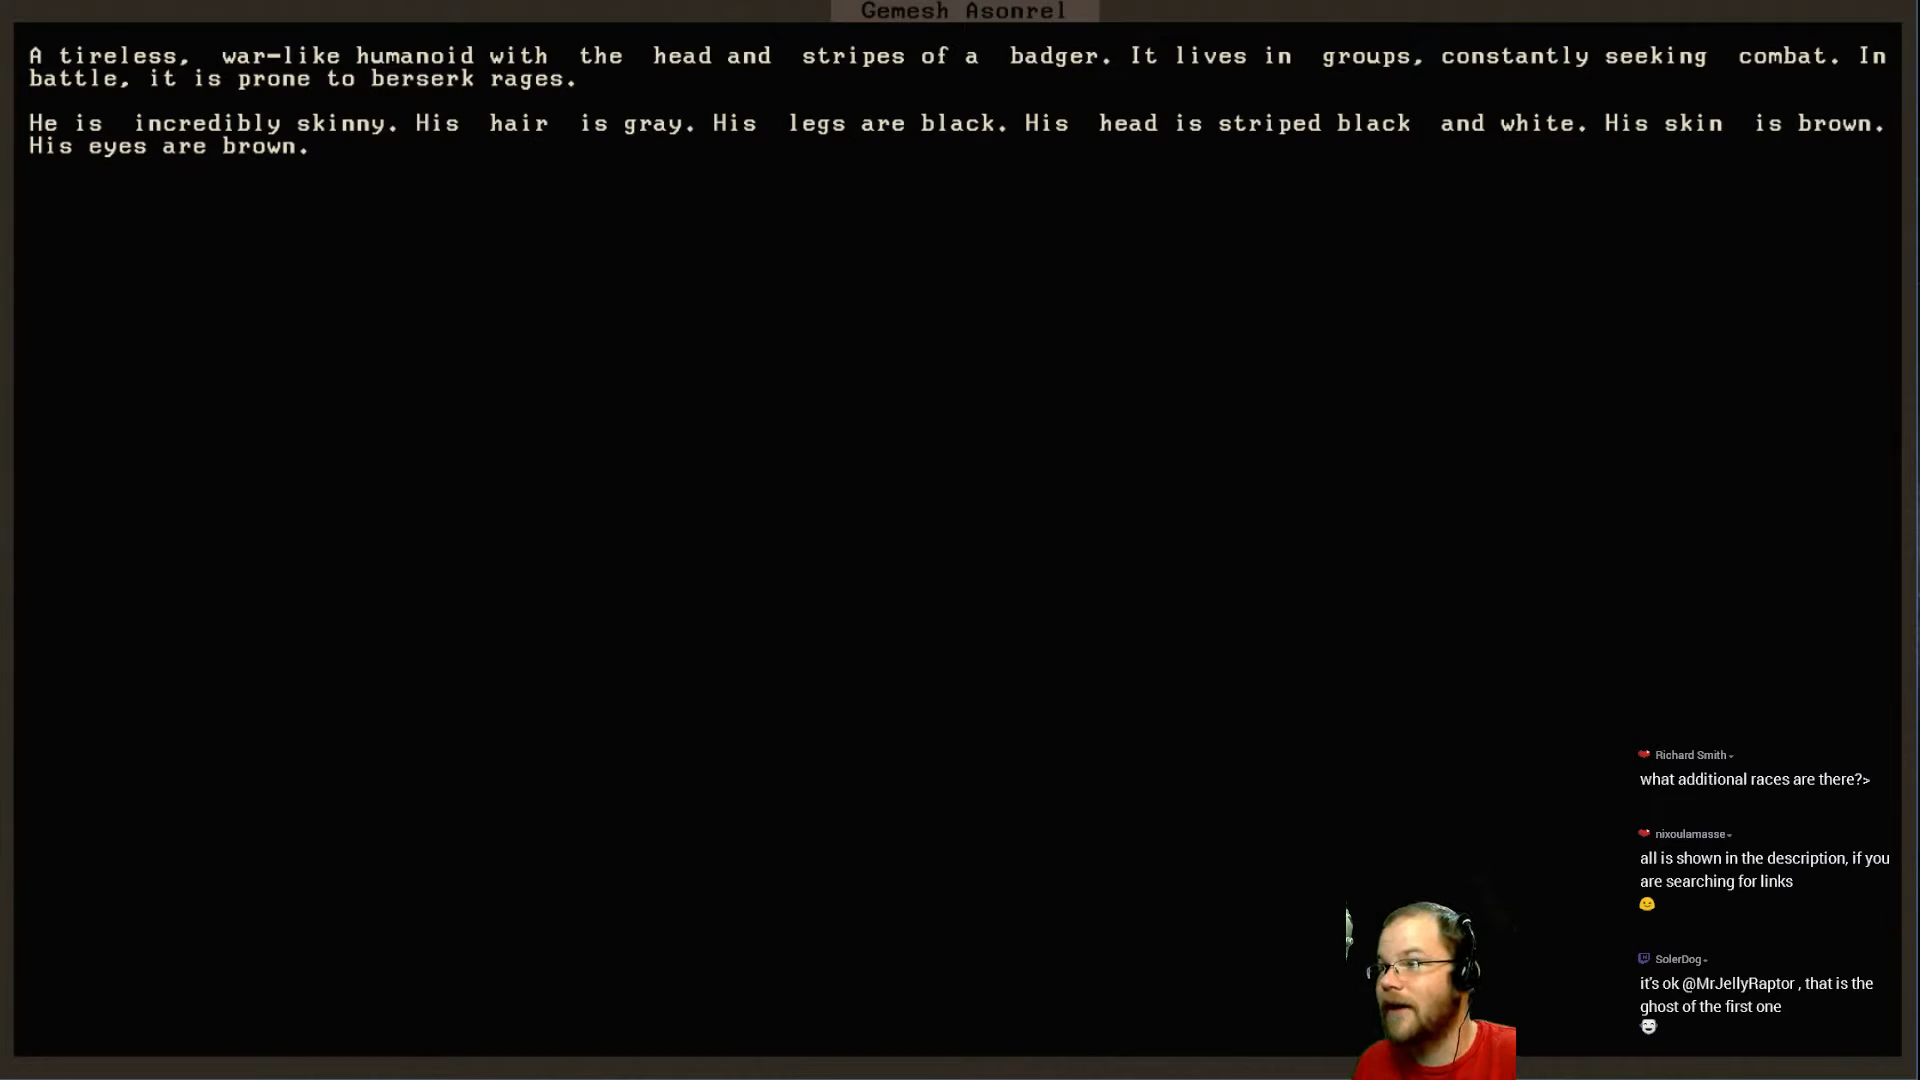 Gemesh Asonrel
A tireless, war-like humanoid with the head and stripes of a badger. It lives in groups, constantly seeking combat. In
battle, it is prone to berserk rages.
He is incredibly skinny. His hair is gray. His legs are black. His head is striped black and white. His skin is brown.
His eyes are brown.
Richard Smith
what additional races are there?>
nixoulamasse
all is shown in the description, if you
are searching for links
SolerDog
it's ok @MrJellyRaptor , that is the
ghost of the first one